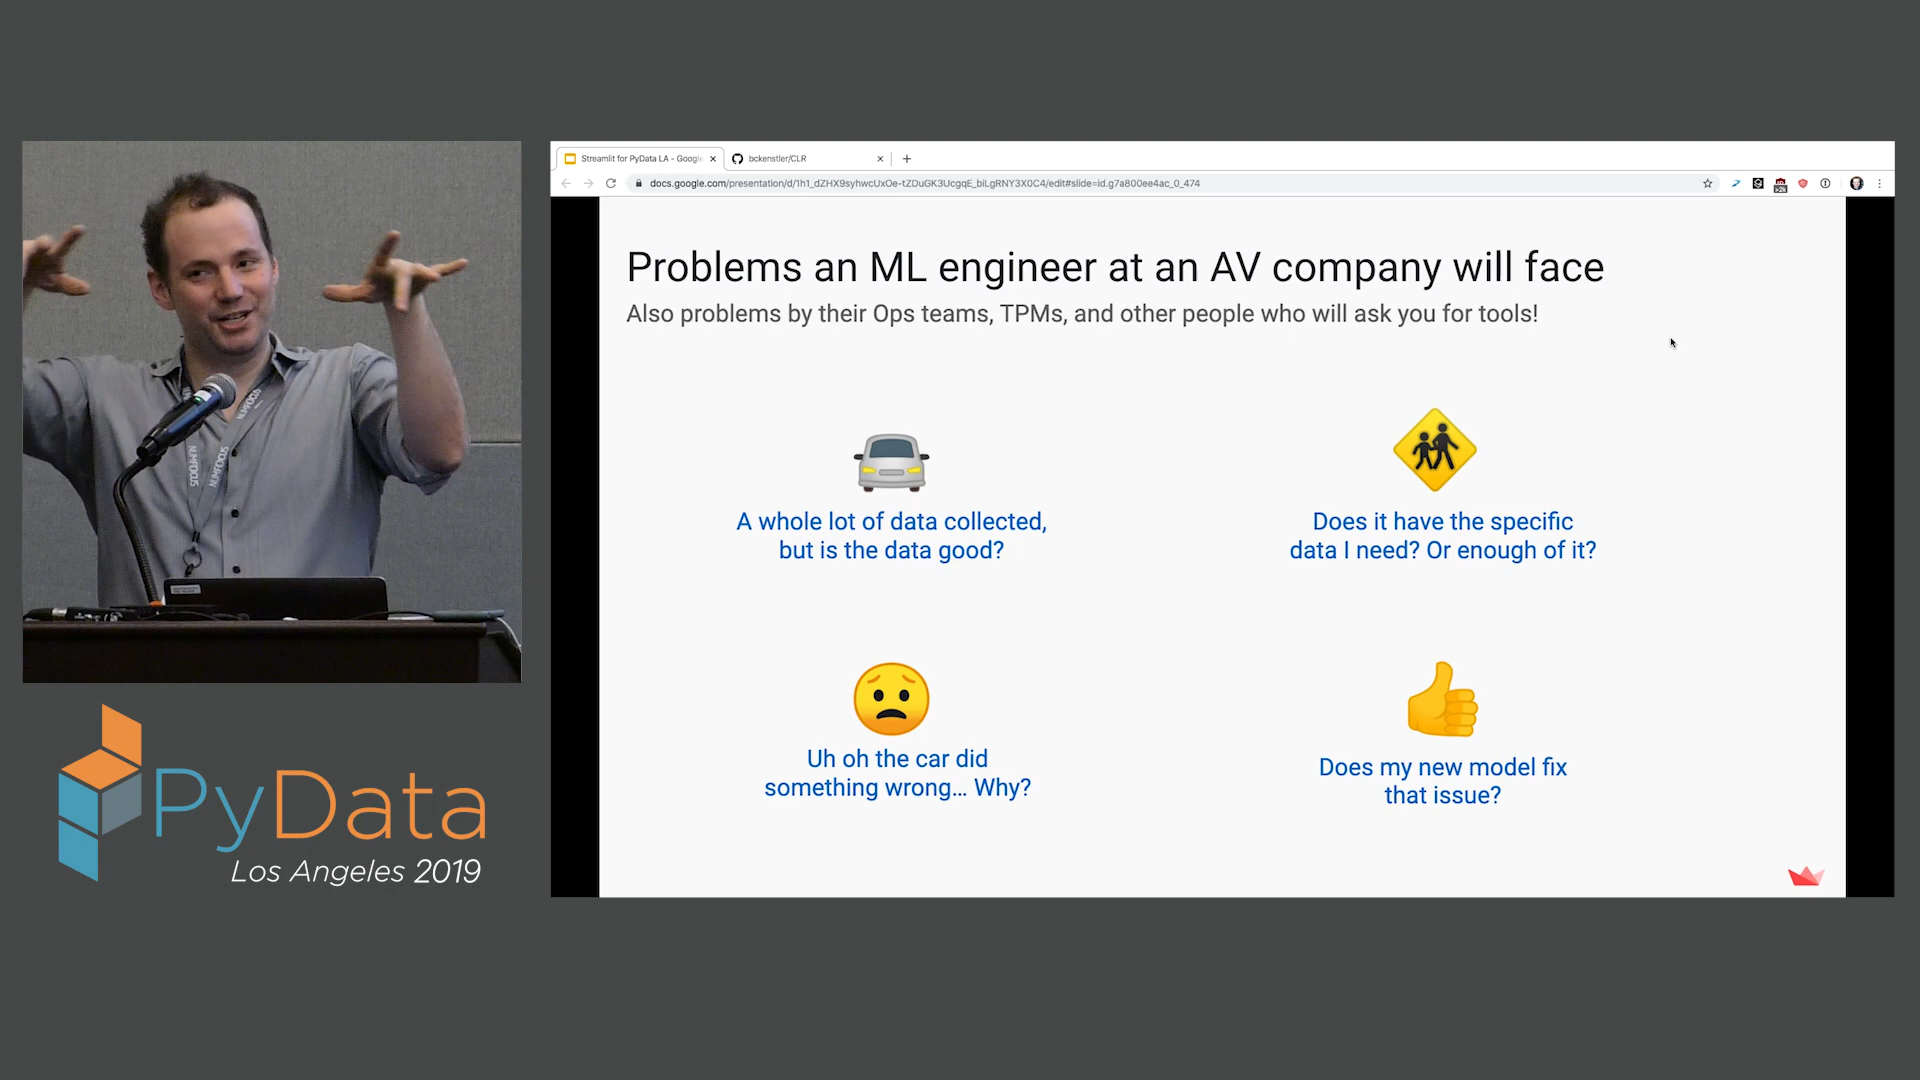 Streamlit for PyData LA - Google
bckenstler/CLR
docs.google.com/presentation/d/1h1_dZHX9syhwcUxOe-tZDuGK3UcgqE_biLgRNY3X0C4/edit#slide=id.g7a800ee4ac_0_474
Problems an ML engineer at an AV company will face
Also problems by their Ops teams, TPMs, and other people who will ask you for tools!
A whole lot of data collected,
but is the data good?
Does it have the specific
data I need? Or enough of it?
Uh oh the car did
something wrong... Why?
Does my new model fix
that issue?
NUMFOCUS
NUMFOCUS
NUMFOCUS
PyData
Los Angeles 2019